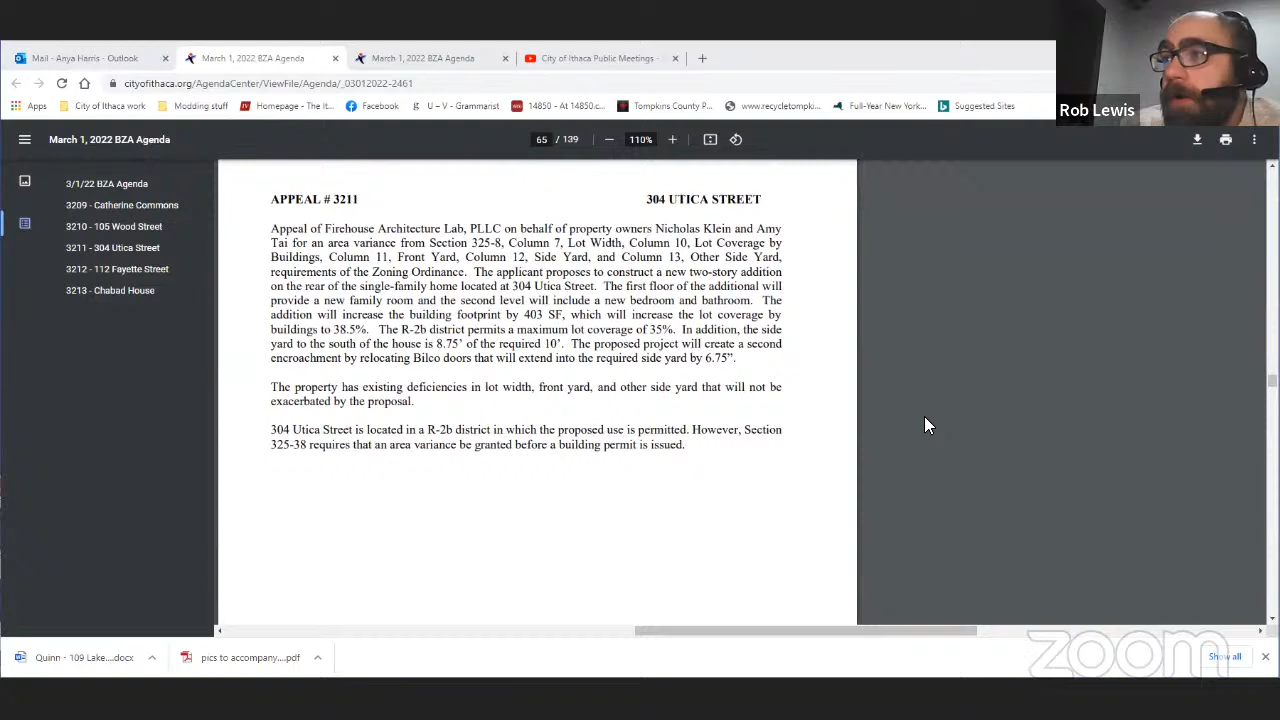 Mail - Anya Harris - Outlook
March 1, 2022 BZA Agenda
March 1, 2022 BZA Agenda
City of Ithaca Public Meetings -
cityofithaca.org/AgendaCenter/ViewFile/Agenda/_03012022-2461
Apps
City of Ithaca work
Modding stuff
Homepage - The It...
Facebook
U – V – Grammarist
14850 - At 14850.c...
Tompkins County P...
www.recycletompki...
Full-Year New York...
Suggested Sites
Rob Lewis
March 1, 2022 BZA Agenda
65 / 139
110%
3/1/22 BZA Agenda
3209 - Catherine Commons
3210 - 105 Wood Street
3211 - 304 Utica Street
3212 - 112 Fayette Street
3213 - Chabad House
APPEAL # 3211 304 UTICA STREET
Appeal of Firehouse Architecture Lab, PLLC on behalf of property owners Nicholas Klein and Amy
Tai for an area variance from Section 325-8, Column 7, Lot Width, Column 10, Lot Coverage by
Buildings, Column 11, Front Yard, Column 12, Side Yard, and Column 13, Other Side Yard,
requirements of the Zoning Ordinance. The applicant proposes to construct a new two-story addition
on the rear of the single-family home located at 304 Utica Street. The first floor of the additional will
provide a new family room and the second level will include a new bedroom and bathroom. The
addition will increase the building footprint by 403 SF, which will increase the lot coverage by
buildings to 38.5%. The R-2b district permits a maximum lot coverage of 35%. In addition, the side
yard to the south of the house is 8.75' of the required 10'. The proposed project will create a second
encroachment by relocating Bilco doors that will extend into the required side yard by 6.75".
The property has existing deficiencies in lot width, front yard, and other side yard that will not be
exacerbated by the proposal.
304 Utica Street is located in a R-2b district in which the proposed use is permitted. However, Section
325-38 requires that an area variance be granted before a building permit is issued.
Quinn - 109 Lake....docx
pics to accompany....pdf
Show all
zoom